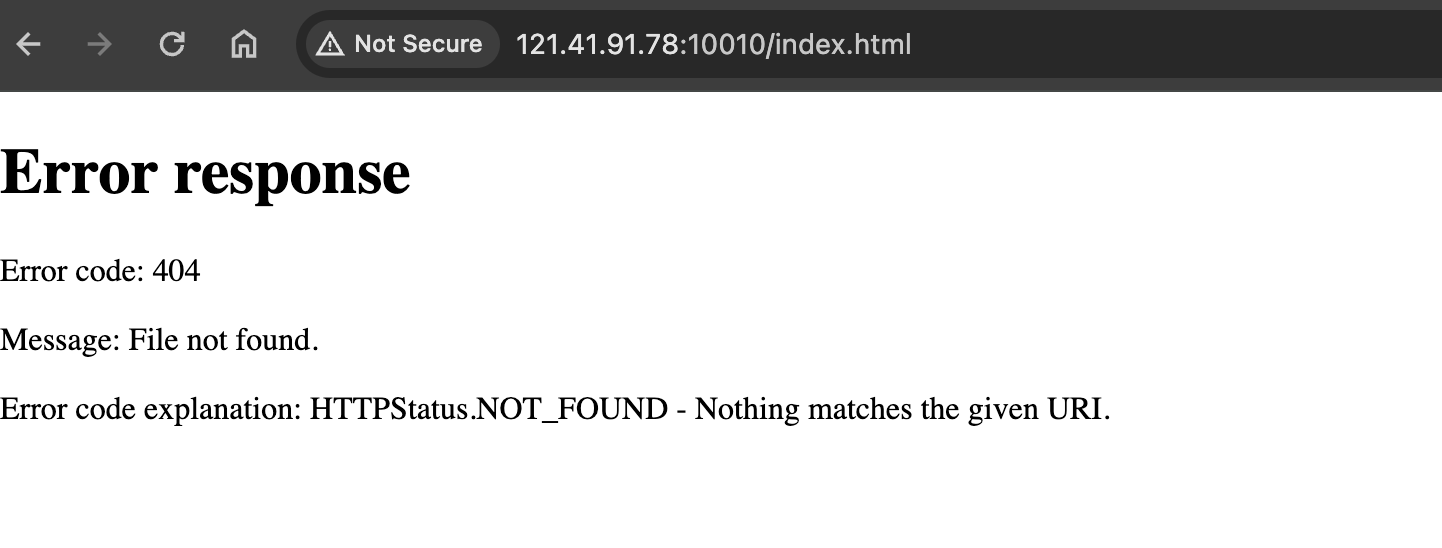 Not Secure 121.41.91.78:10010/index.html
Error response
Error code: 404
Message: File not found.
Error code explanation: HTTPStatus.NOT_FOUND - Nothing matches the given URI.